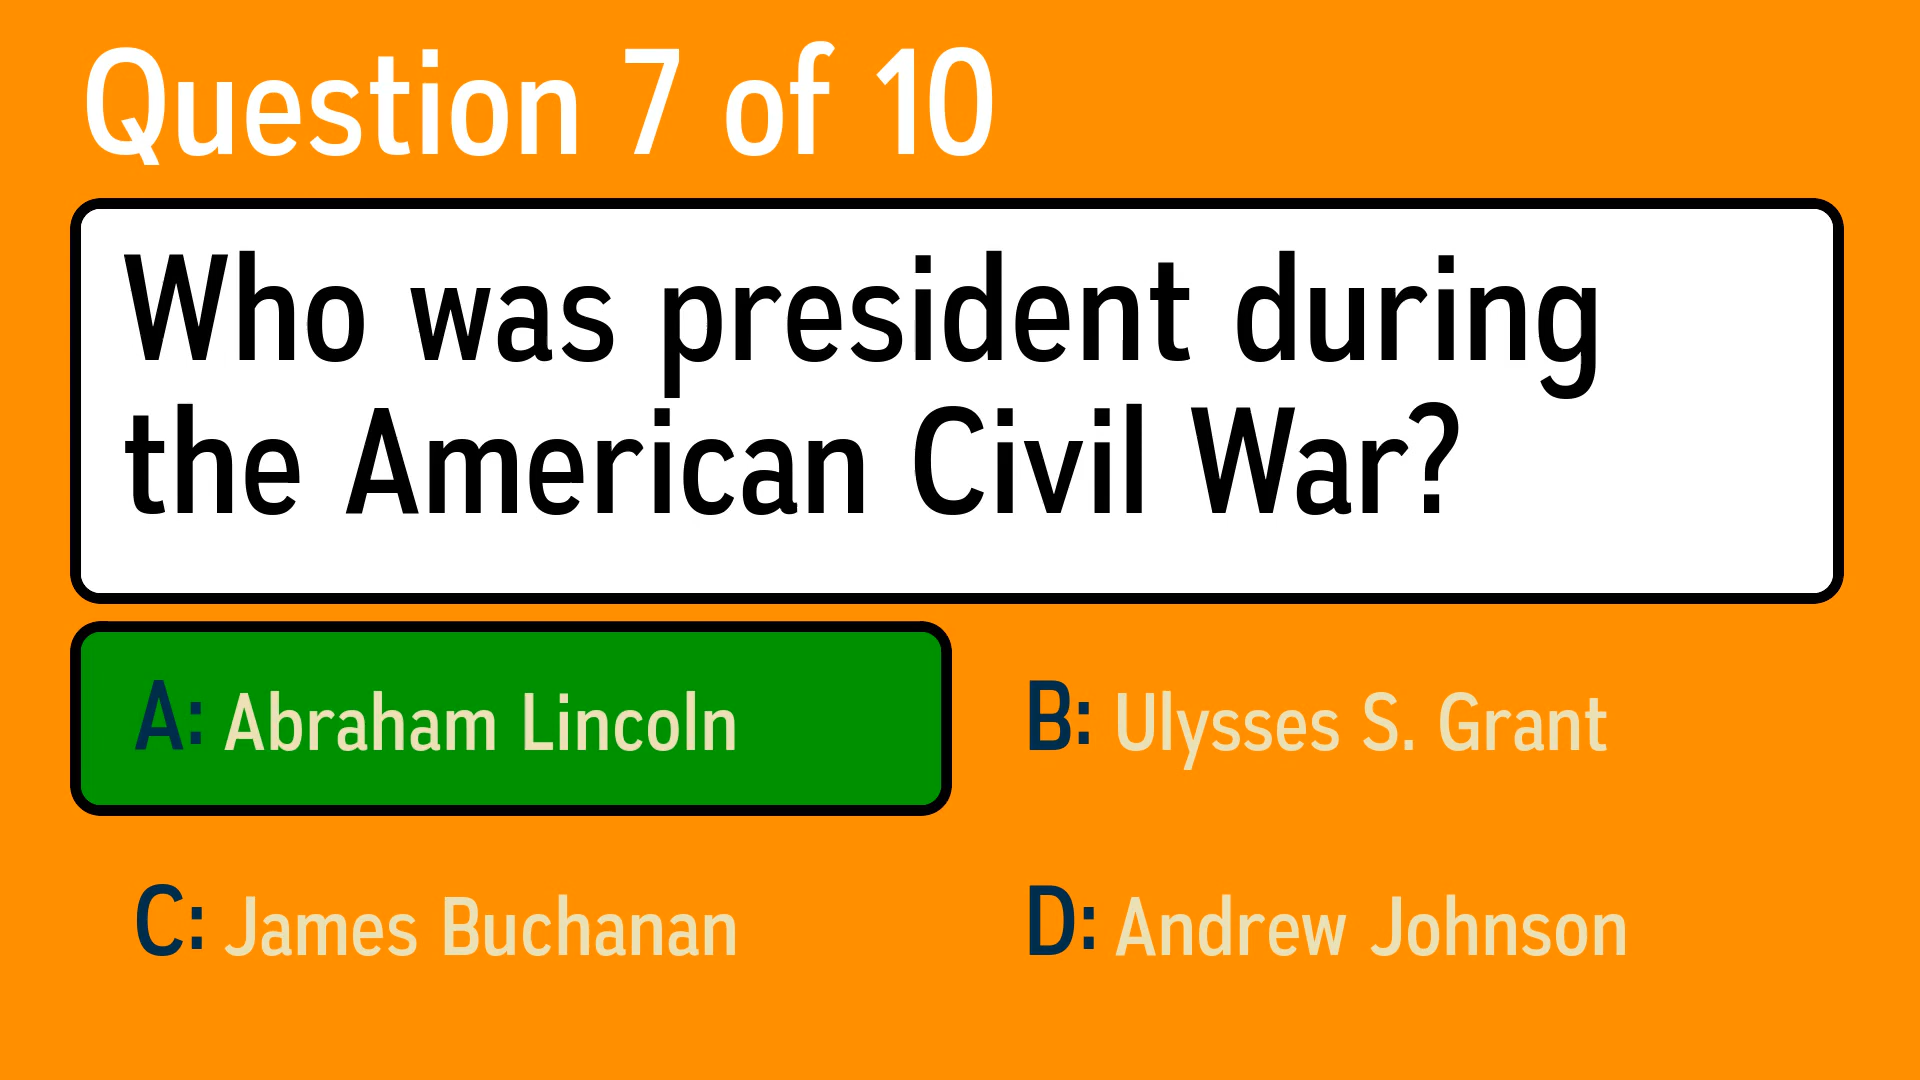 Question 7 of 10
Who was president during
the American Civil War?
A: Abraham Lincoln
B: Ulysses S. Grant
C: James Buchanan
D: Andrew Johnson